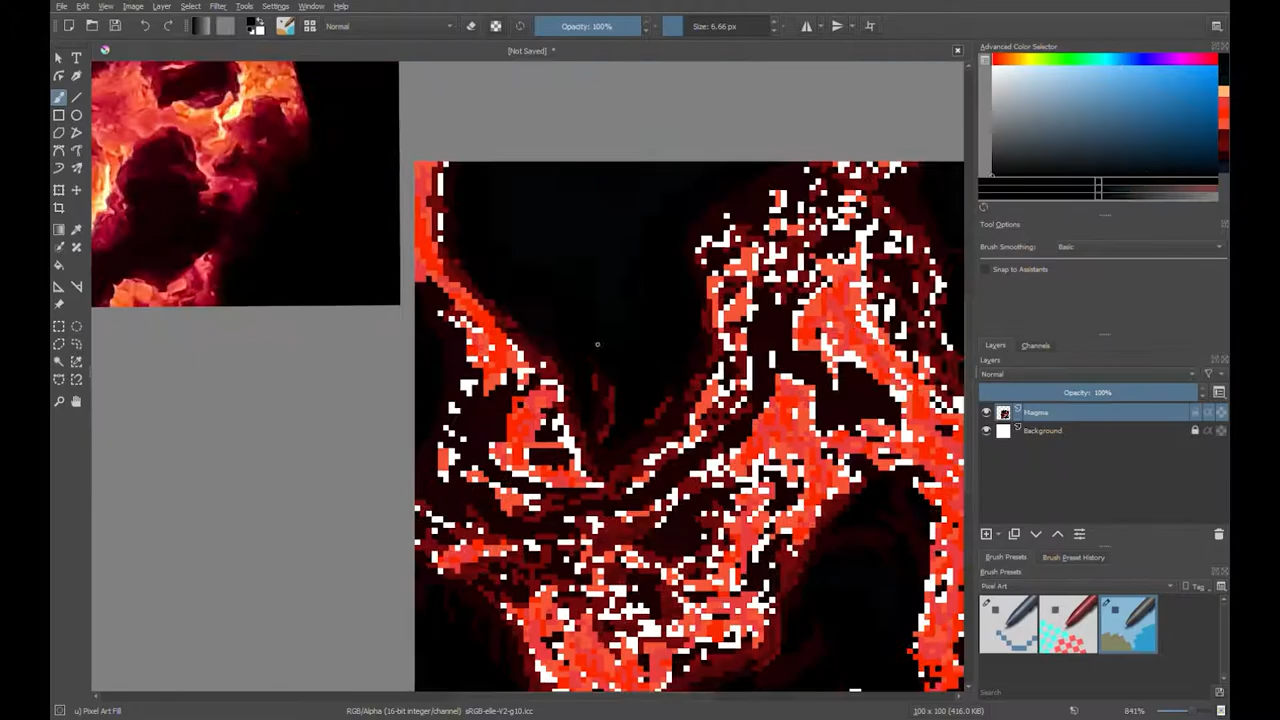 File Edit View Image Layer Select Filter Tools Settings Window Help
Normal
Opacity: 100%
Size: 6.66 px
[Not Saved] *
Advanced Color Selector
Tool Options
Brush Smoothing: Basic
Snap to Assistants
Layers Channels
Layers
Normal
Opacity: 100%
Magma
Background
Brush Presets Brush Preset History
Brush Presets
Pixel Art
Tag
Search
u) Pixel Art Fill
RGB/Alpha (16-bit integer/channel) sRGB-elle-V2-g10.icc
100 x 100 (416,0 KiB)
841%